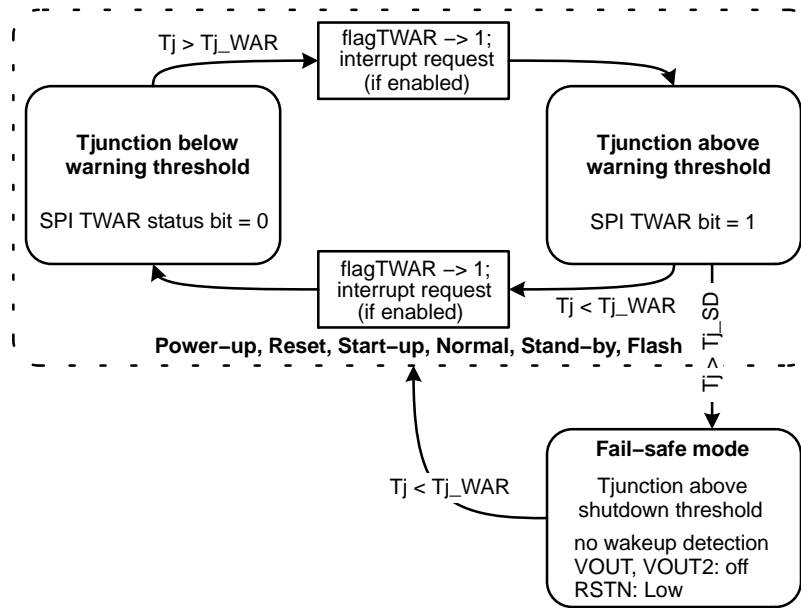 Tj > Tj_WAR
flagTWAR −> 1;
interrupt request
(if enabled)
Tjunction below
warning threshold
SPI TWAR status bit = 0
Tjunction above
warning threshold
SPI TWAR bit = 1
flagTWAR −> 1;
interrupt request
(if enabled)
Tj < Tj_WAR
Tj > Tj_SD
Power−up, Reset, Start−up, Normal, Stand−by, Flash
Tj < Tj_WAR
Fail−safe mode
Tjunction above
shutdown threshold
no wakeup detection
VOUT, VOUT2: off
RSTN: Low